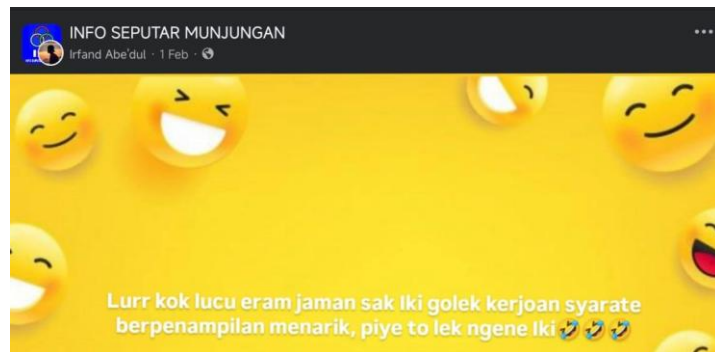 INFO SEPUTAR MUNJUNGAN
Irfand Abe'dul · 1 Feb ·
Lurr kok lucu eram jaman sak Iki golek kerjoan syarate
berpenampilan menarik, piye to lek ngene Iki🤣🤣🤣